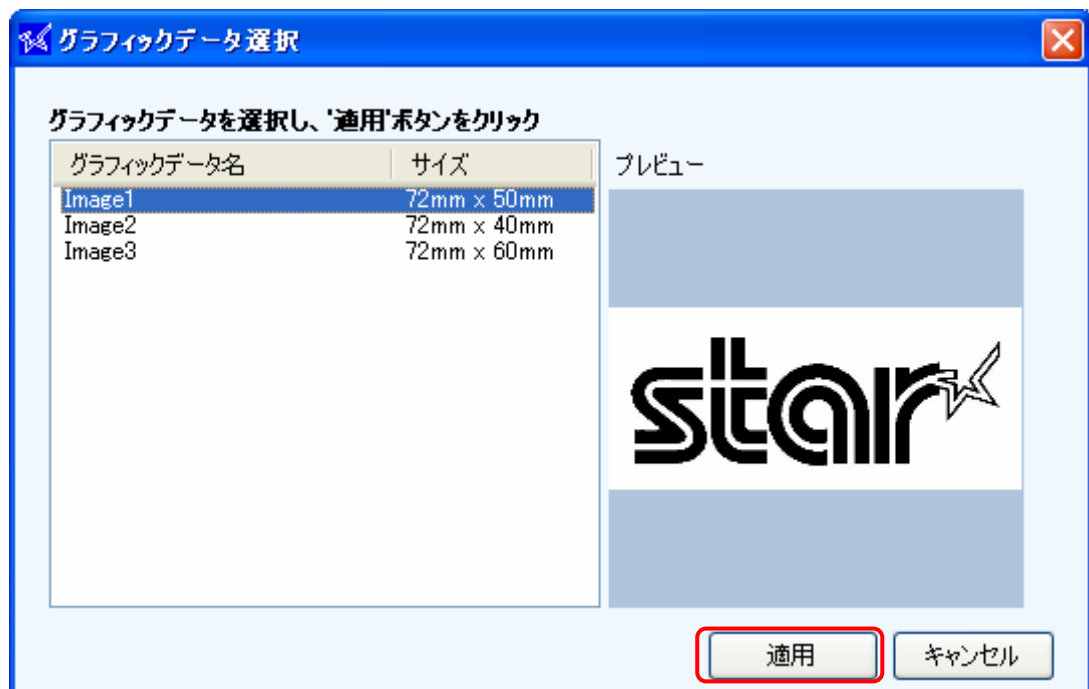 グラフィックデータ選択
グラフィックデータを選択し、'適用'ボタンをクリック
グラフィックデータ名 サイズ プレビュー
Image1 72mm x 50mm
Image2 72mm x 40mm
Image3 72mm x 60mm
star
適用 キャンセル